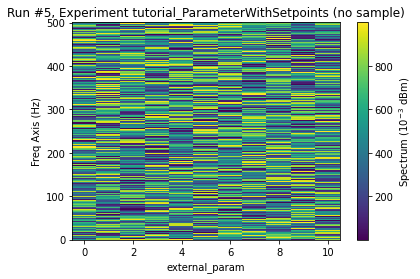 Run #5, Experiment tutorial_ParameterWithSetpoints (no sample)
500
400
300
200
100
0
Freq Axis (Hz)
0 2 4 6 8 10
external_param
800
600
400
200
Spectrum (10⁻³ dBm)